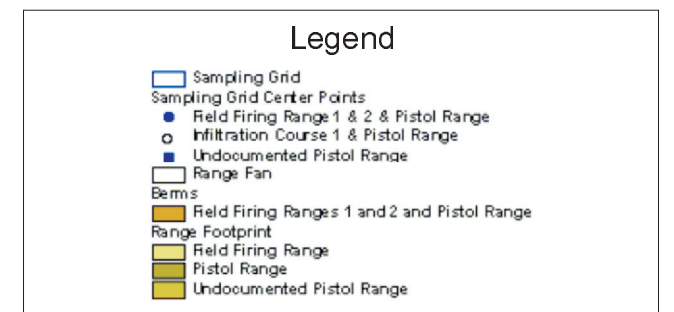 Legend
Sampling Grid
Sampling Grid Center Points
Field Firing Range 1 & 2 & Pistol Range
Infiltration Course 1 & Pistol Range
Undocumented Pistol Range
Range Fan
Berms
Field Firing Ranges 1 and 2 and Pistol Range
Range Footprint
Field Firing Range
Pistol Range
Undocumented Pistol Range